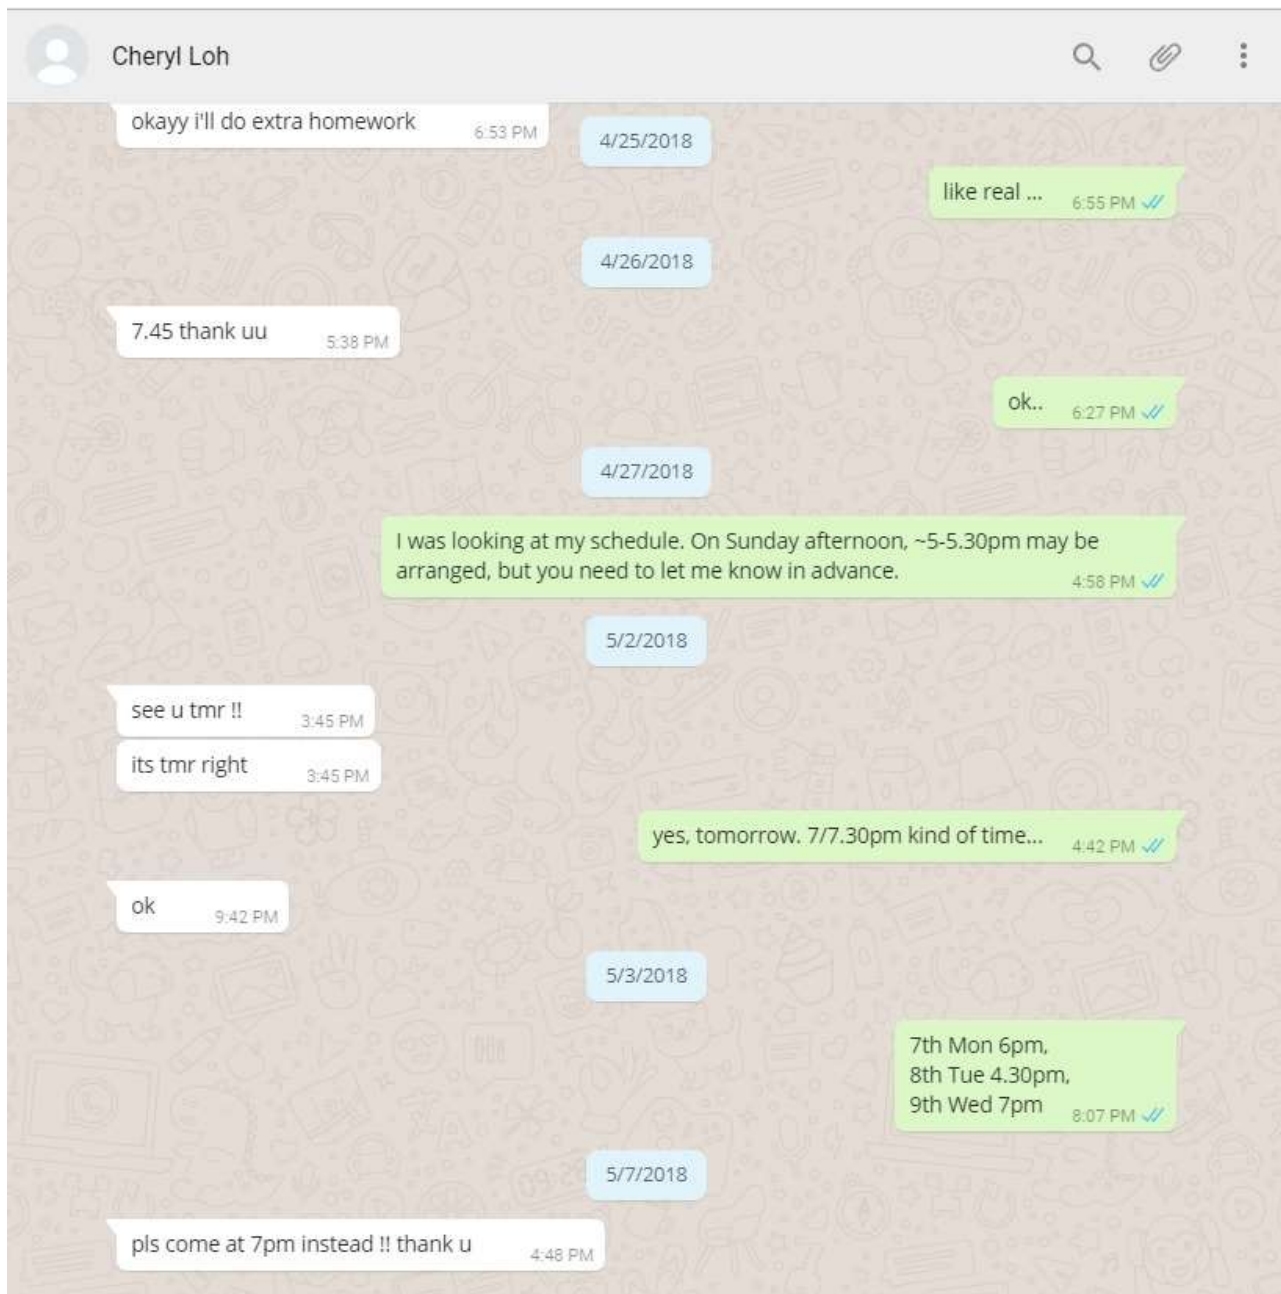 Cheryl Loh
okayy i'll do extra homework 6:53 PM
4/25/2018
like real ... 6:55 PM
4/26/2018
7.45 thank uu 5:38 PM
ok.. 6:27 PM
4/27/2018
I was looking at my schedule. On Sunday afternoon, ~5-5.30pm may be
arranged, but you need to let me know in advance. 4:58 PM
5/2/2018
see u tmr !! 3:45 PM
its tmr right 3:45 PM
yes, tomorrow. 7/7.30pm kind of time... 4:42 PM
ok 9:42 PM
5/3/2018
7th Mon 6pm,
8th Tue 4.30pm,
9th Wed 7pm 8:07 PM
5/7/2018
pls come at 7pm instead !! thank u 4:48 PM